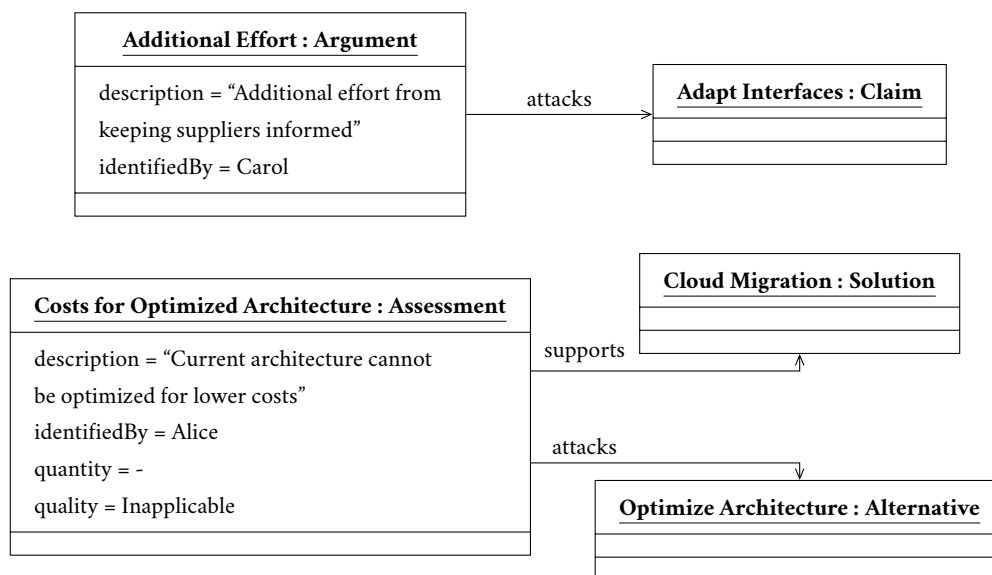 Additional Effort : Argument
description = “Additional effort from
keeping suppliers informed”
identifiedBy = Carol
attacks
Adapt Interfaces : Claim
Costs for Optimized Architecture : Assessment
description = “Current architecture cannot
be optimized for lower costs”
identifiedBy = Alice
quantity = -
quality = Inapplicable
supports
Cloud Migration : Solution
attacks
Optimize Architecture : Alternative